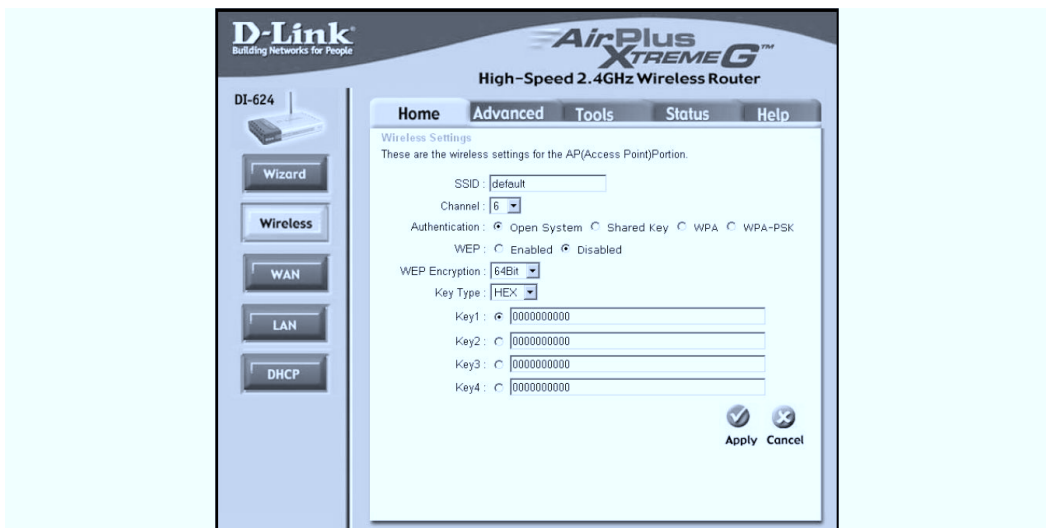 D-Link
Building Networks for People
AirPlus
XTREME G™
High-Speed 2.4GHz Wireless Router
DI-624
Home Advanced Tools Status Help
Wizard
Wireless
WAN
LAN
DHCP
Wireless Settings
These are the wireless settings for the AP(Access Point)Portion.
SSID : default
Channel : 6
Authentication : Open System Shared Key WPA WPA-PSK
WEP : Enabled Disabled
WEP Encryption : 64Bit
Key Type : HEX
Key1 : 0000000000
Key2 : 0000000000
Key3 : 0000000000
Key4 : 0000000000
Apply Cancel